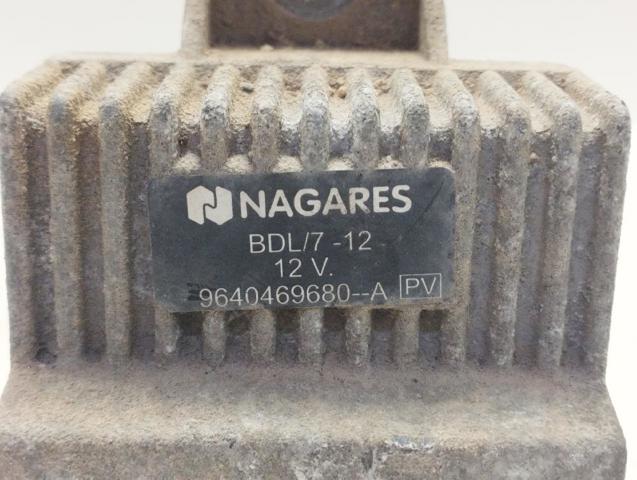 NAGARES
BDL/7 -12
12 V.
9640469680--A PV